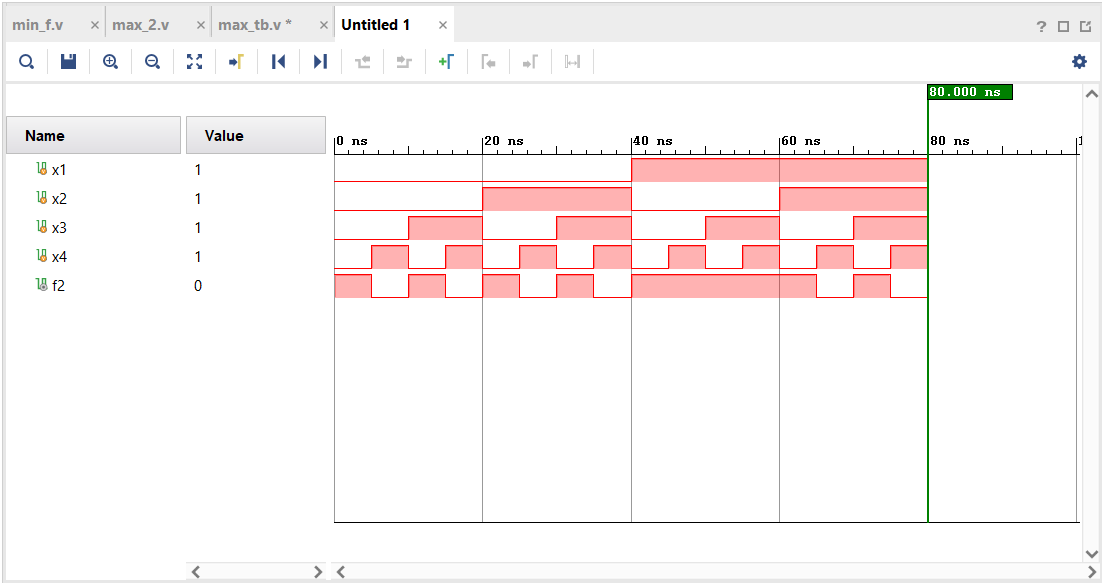 min_f.v × max_2.v × max_tb.v * × Untitled 1 × ?
80.000 ns
Name Value
0 ns 20 ns 40 ns 60 ns 80 ns
x1 1
x2 1
x3 1
x4 1
f2 0